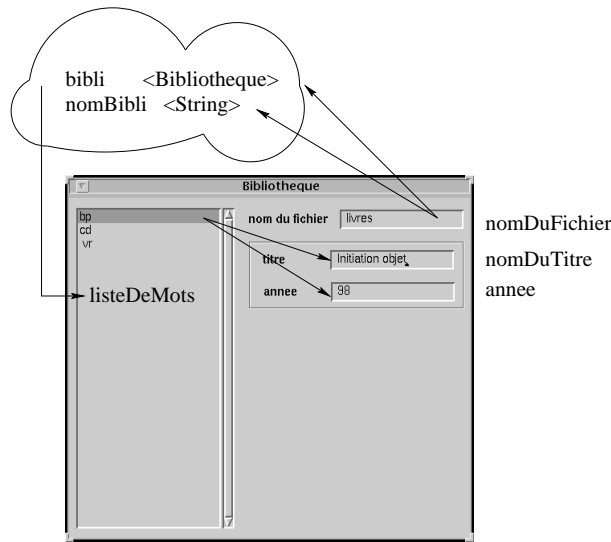 bibli <Bibliotheque>
nomBibli <String>
Bibliotheque
bp
cd
vr
listeDeMots
nom du fichier livres
titre Initiation objet
annee 98
nomDuFichier
nomDuTitre
annee